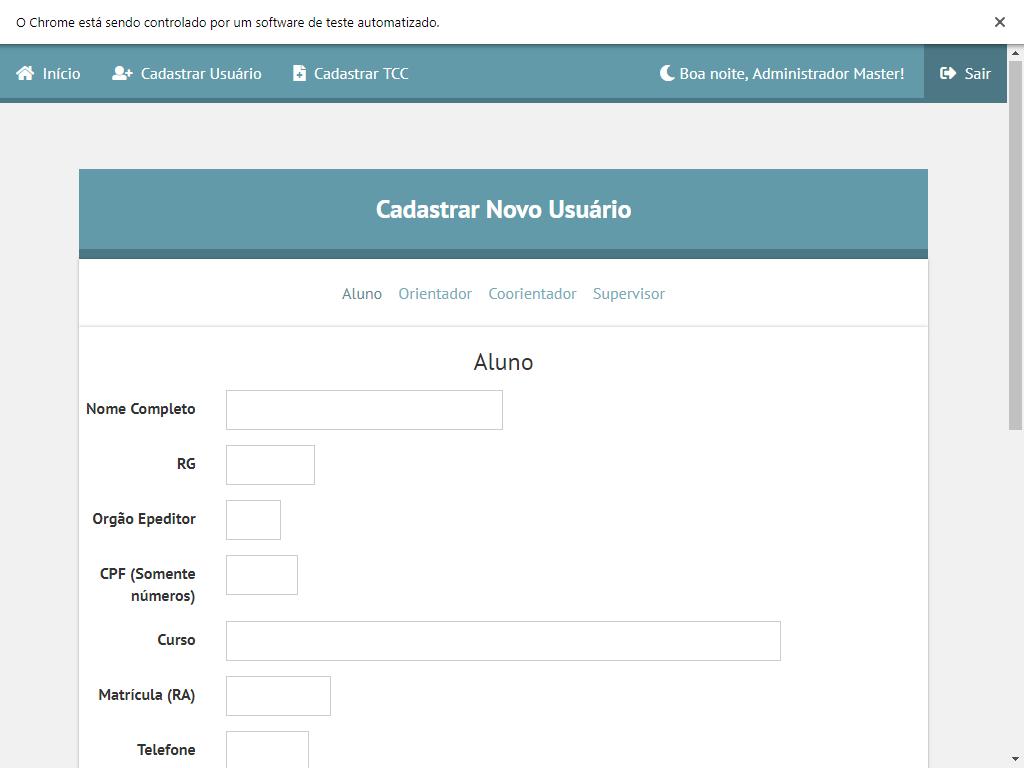 O Chrome está sendo controlado por um software de teste automatizado.
Início Cadastrar Usuário Cadastrar TCC Boa noite, Administrador Master! Sair
Cadastrar Novo Usuário
Aluno Orientador Coorientador Supervisor
Aluno
Nome Completo
RG
Orgão Epeditor
CPF (Somente
números)
Curso
Matrícula (RA)
Telefone